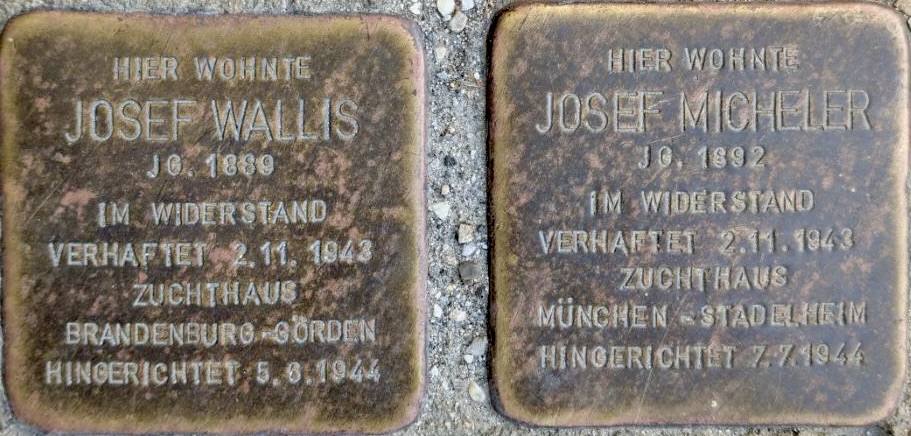 HIER WOHNTE
JOSEF WALLIS
JG. 1889
IM WIDERSTAND
VERHAFTET 2.11. 1943
ZUCHTHAUS
BRANDENBURG-GÖRDEN
HINGERICHTET 5.6.1944
HIER WOHNTE
JOSEF MICHELER
JG. 1892
IM WIDERSTAND
VERHAFTET 2.11.1943
ZUCHTHAUS
MÜNCHEN-STADELHEIM
HINGERICHTET 7.7.1944